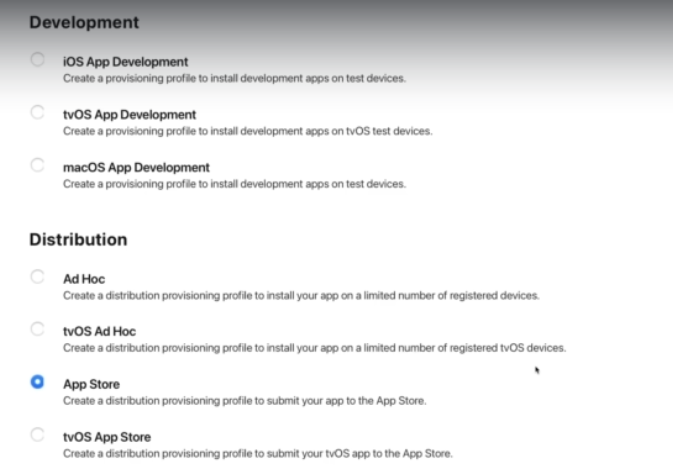 Development
iOS App Development
Create a provisioning profile to install development apps on test devices.
tvOS App Development
Create a provisioning profile to install development apps on tvOS test devices.
macOS App Development
Create a provisioning profile to install development apps on test devices.
Distribution
Ad Hoc
Create a distribution provisioning profile to install your app on a limited number of registered devices.
tvOS Ad Hoc
Create a distribution provisioning profile to install your app on a limited number of registered tvOS devices.
App Store
Create a distribution provisioning profile to submit your app to the App Store.
tvOS App Store
Create a distribution provisioning profile to submit your tvOS app to the App Store.